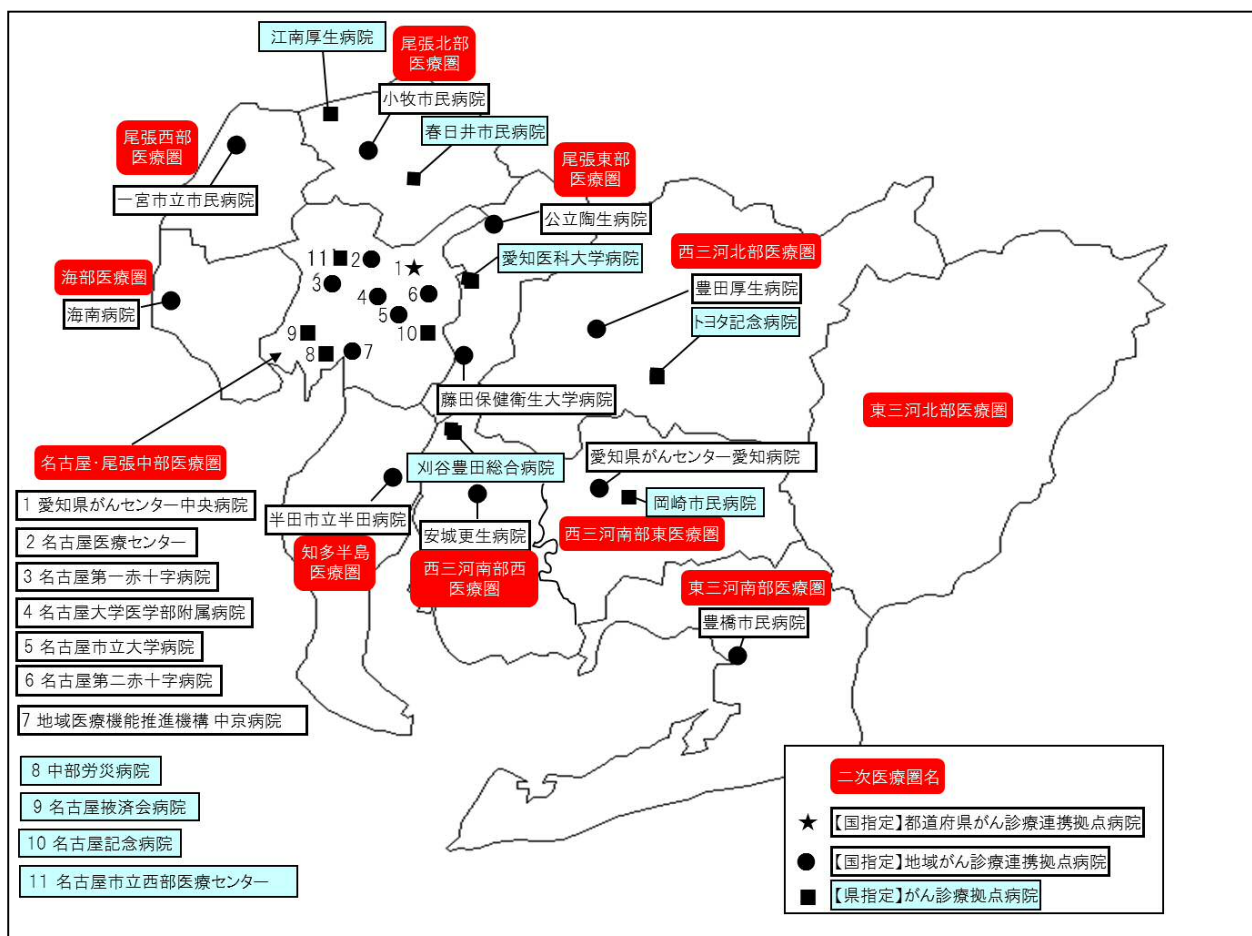 江南厚生病院
尾張北部
医療圏
小牧市民病院
春日井市民病院
尾張西部
医療圏
一宮市立市民病院
尾張東部
医療圏
公立陶生病院
愛知医科大学病院
西三河北部医療圏
豊田厚生病院
トヨタ記念病院
海部医療圏
海南病院
11
2
1
3
4
6
5
9
10
8
7
藤田保健衛生大学病院
東三河北部医療圏
名古屋・尾張中部医療圏
刈谷豊田総合病院
愛知県がんセンター愛知病院
岡崎市民病院
半田市立半田病院
安城更生病院
西三河南部東医療圏
知多半島
医療圏
西三河南部西
医療圏
東三河南部医療圏
豊橋市民病院
1 愛知県がんセンター中央病院
2 名古屋医療センター
3 名古屋第一赤十字病院
4 名古屋大学医学部附属病院
5 名古屋市立大学病院
6 名古屋第二赤十字病院
7 地域医療機能推進機構 中京病院
8 中部労災病院
9 名古屋掖済会病院
10 名古屋記念病院
11 名古屋市立西部医療センター
二次医療圏名
★ 【国指定】都道府県がん診療連携拠点病院
● 【国指定】地域がん診療連携拠点病院
■ 【県指定】がん診療拠点病院